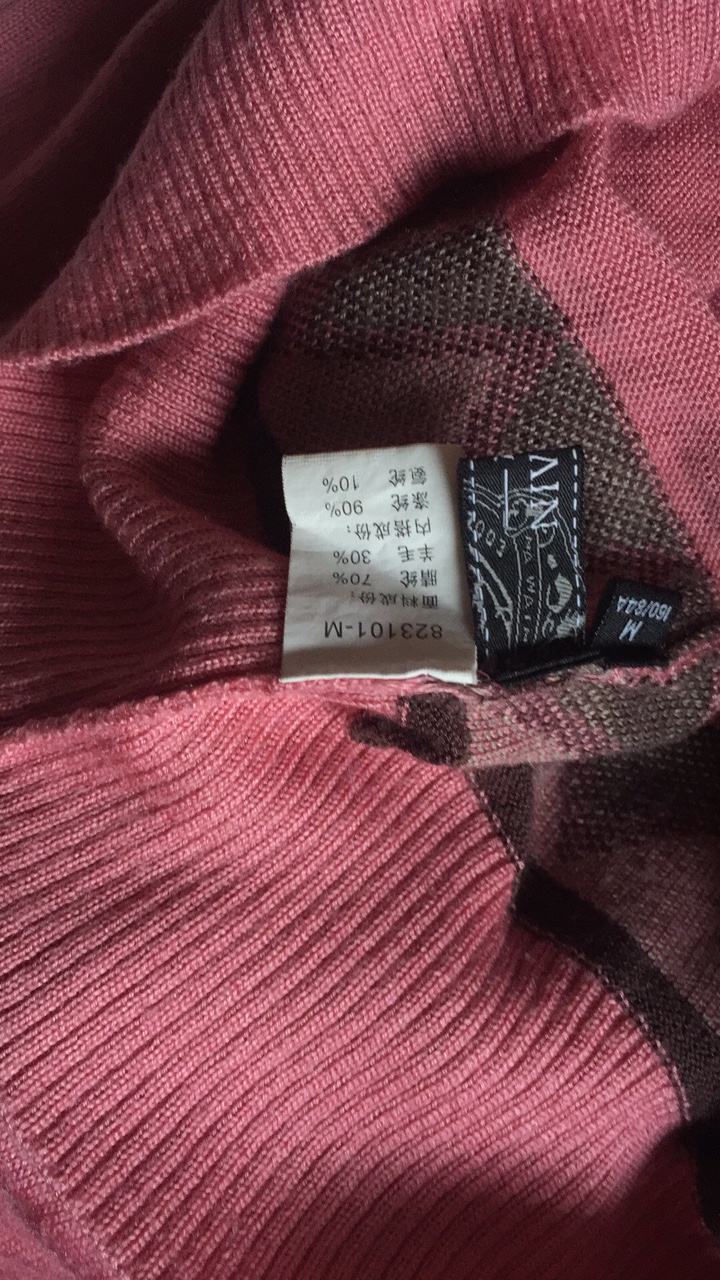 823101-M
面料成份：
腈纶 70%
羊毛 30%
内搭成份：
涤纶 90%
氨纶 10%
M
160/84A